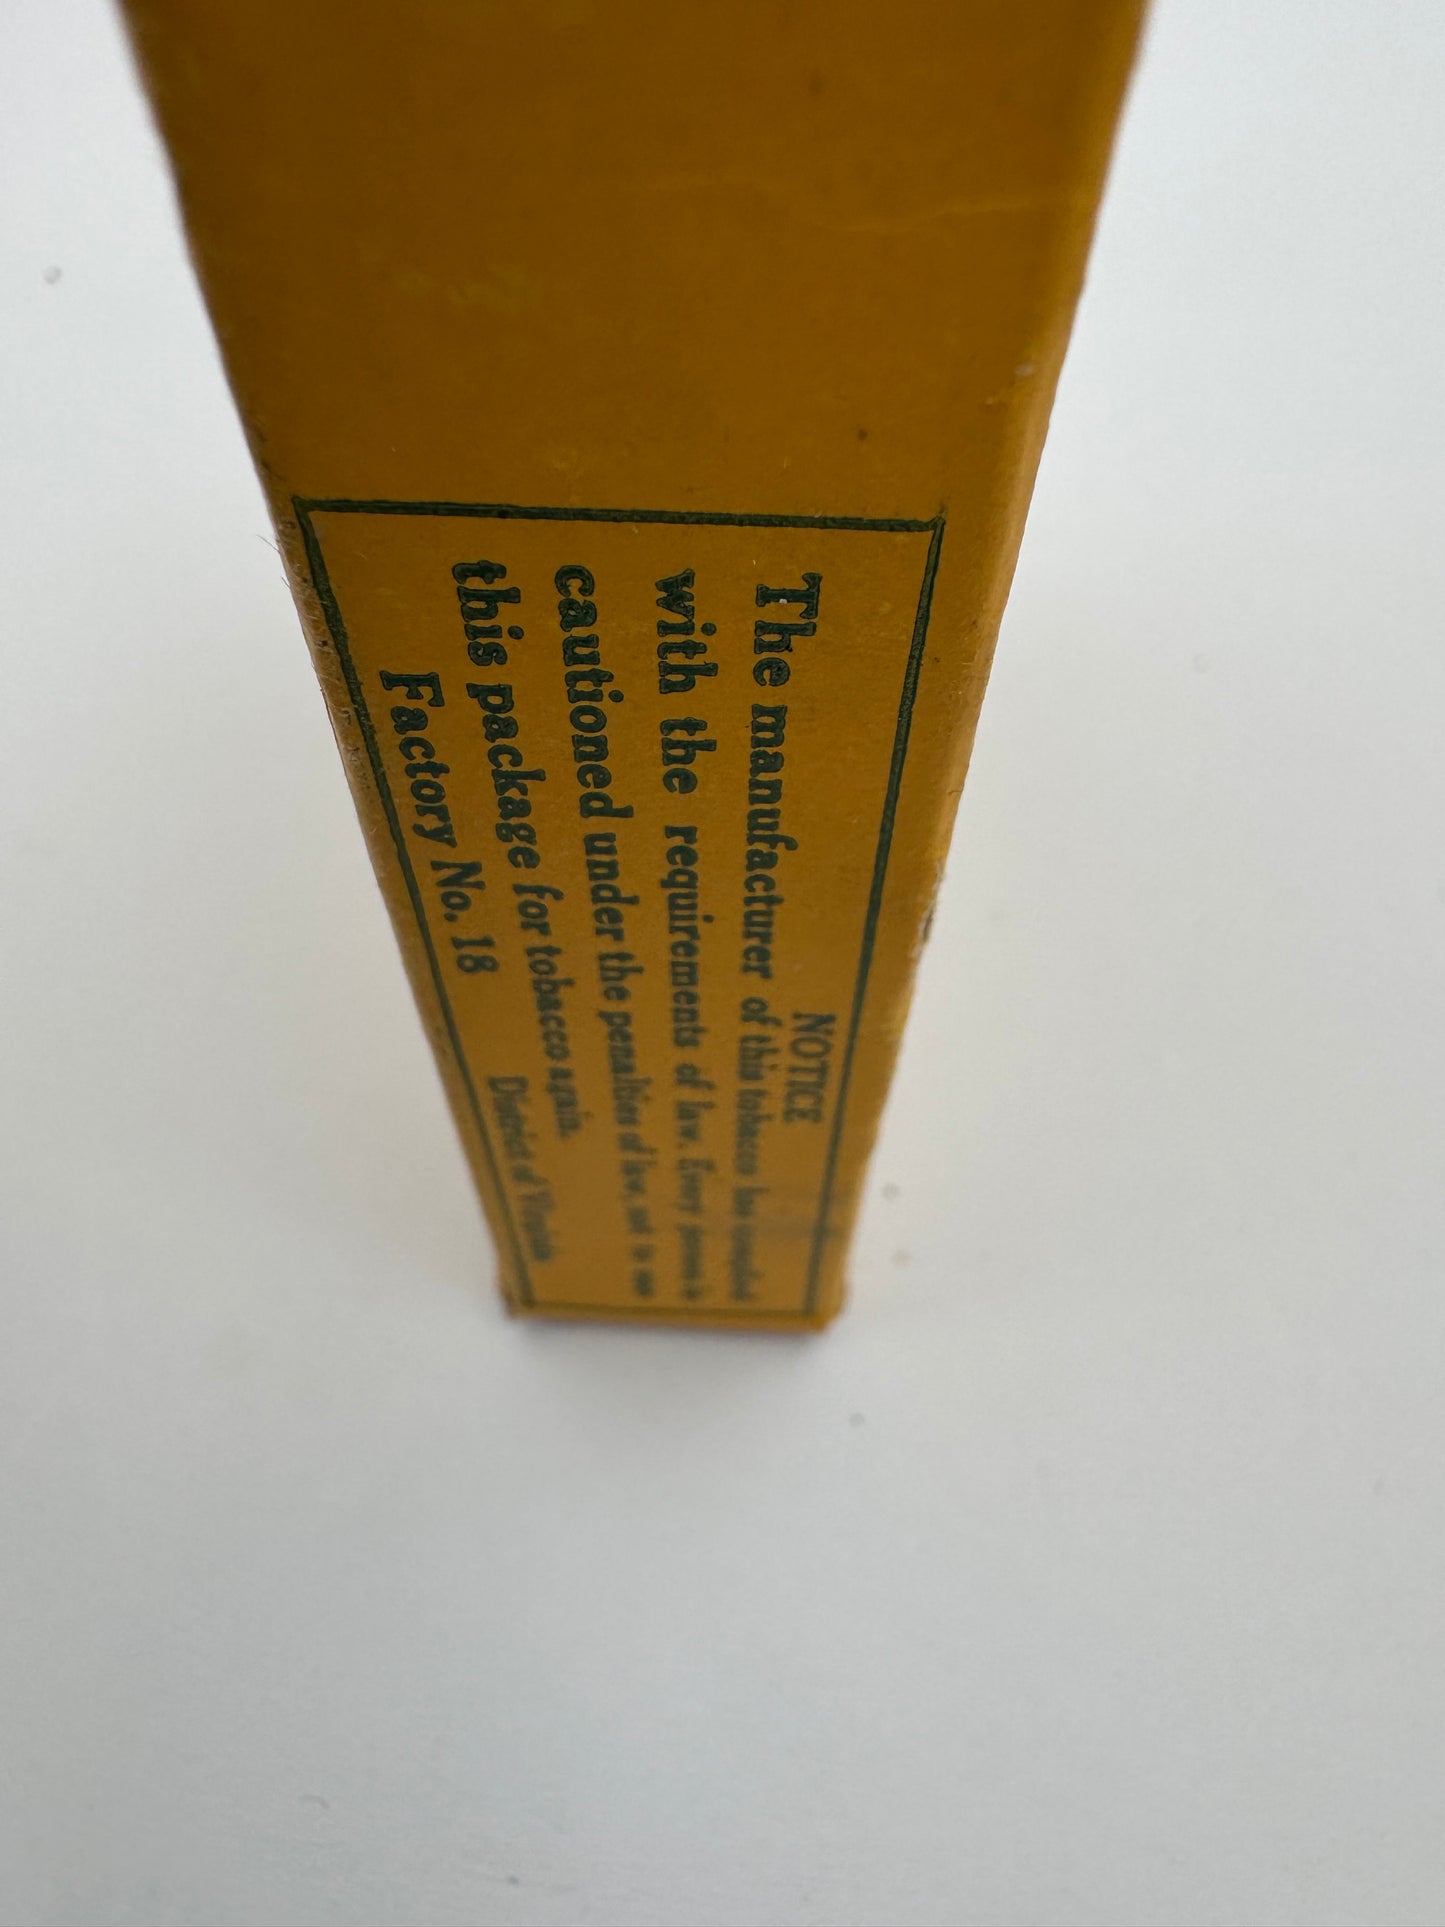 NOTICE
The manufacturer of this tobacco has complied
with the requirements of law. Every person is
cautioned under the penalties of law, not to use
this package for tobacco again.
Factory No. 18 District of Virginia